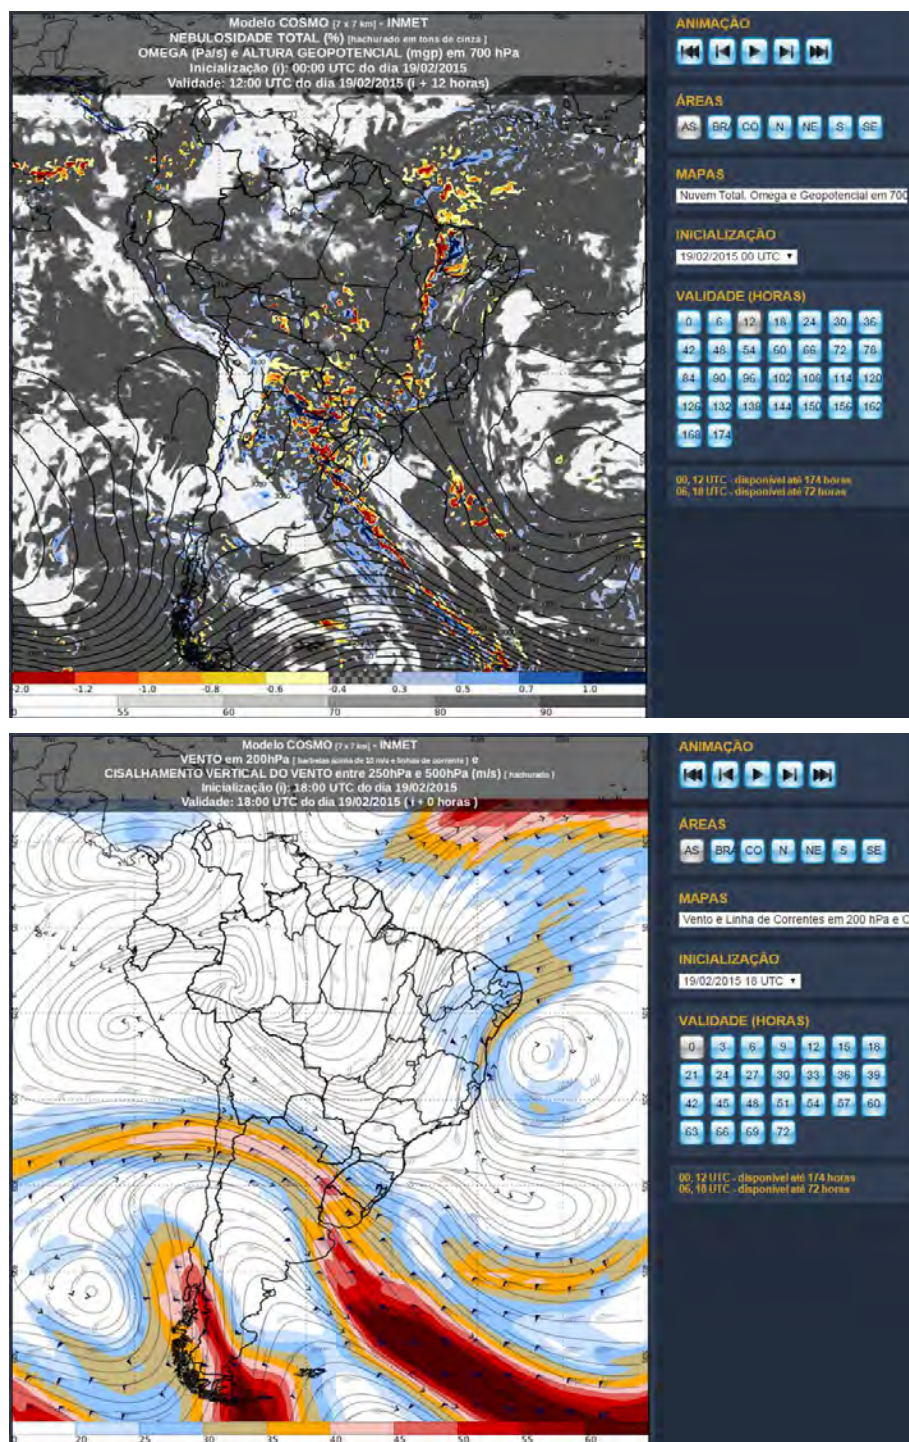 Modelo COSMO [7 x 7 km] - INMET
NEBULOSIDADE TOTAL (%) [hachurado em tons de cinza ]
OMEGA (Pa/s) e ALTURA GEOPOTENCIAL (mgp) em 700 hPa
Inicialização (i): 00:00 UTC do dia 19/02/2015
Validade: 12:00 UTC do dia 19/02/2015 (i + 12 horas)
-2.0 -1.2 -1.0 -0.8 -0.6 -0.4 0.3 0.5 0.7 1.0
0 55 60 70 80 90
ANIMAÇÃO
ÁREAS
AS BRA CO N NE S SE
MAPAS
Nuvem Total, Omega e Geopotencial em 700
INICIALIZAÇÃO
19/02/2015 00 UTC
VALIDADE (HORAS)
0 6 12 18 24 30 36
42 48 54 60 66 72 78
84 90 96 102 108 114 120
126 132 138 144 150 156 162
168 174
00, 12 UTC - disponível até 174 horas
06, 18 UTC - disponível até 72 horas
Modelo COSMO [7 x 7 km] - INMET
VENTO em 200hPa [ barbelas acima de 10 m/s e linhas de corrente ] e
CISALHAMENTO VERTICAL DO VENTO entre 250hPa e 500hPa (m/s) [ hachurado ]
Inicialização (i): 18:00 UTC do dia 19/02/2015
Validade: 18:00 UTC do dia 19/02/2015 ( i + 0 horas )
0 20 25 30 35 40 45 50 55 60
ANIMAÇÃO
ÁREAS
AS BRA CO N NE S SE
MAPAS
Vento e Linha de Correntes em 200 hPa e C
INICIALIZAÇÃO
19/02/2015 18 UTC
VALIDADE (HORAS)
0 3 6 9 12 15 18
21 24 27 30 33 36 39
42 45 48 51 54 57 60
63 66 69 72
00, 12 UTC - disponível até 174 horas
06, 18 UTC - disponível até 72 horas